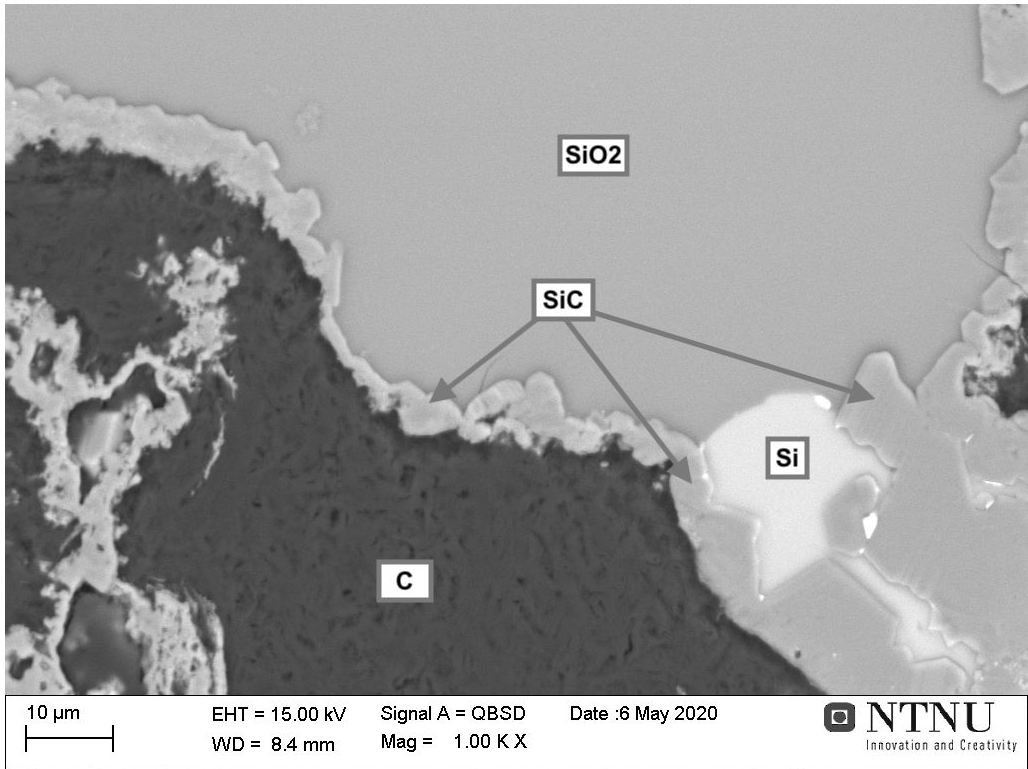 SiO2
SiC
Si
C
10 µm
EHT = 15.00 kV
WD = 8.4 mm
Signal A = QBSD
Mag = 1.00 K X
Date :6 May 2020
NTNU
Innovation and Creativity